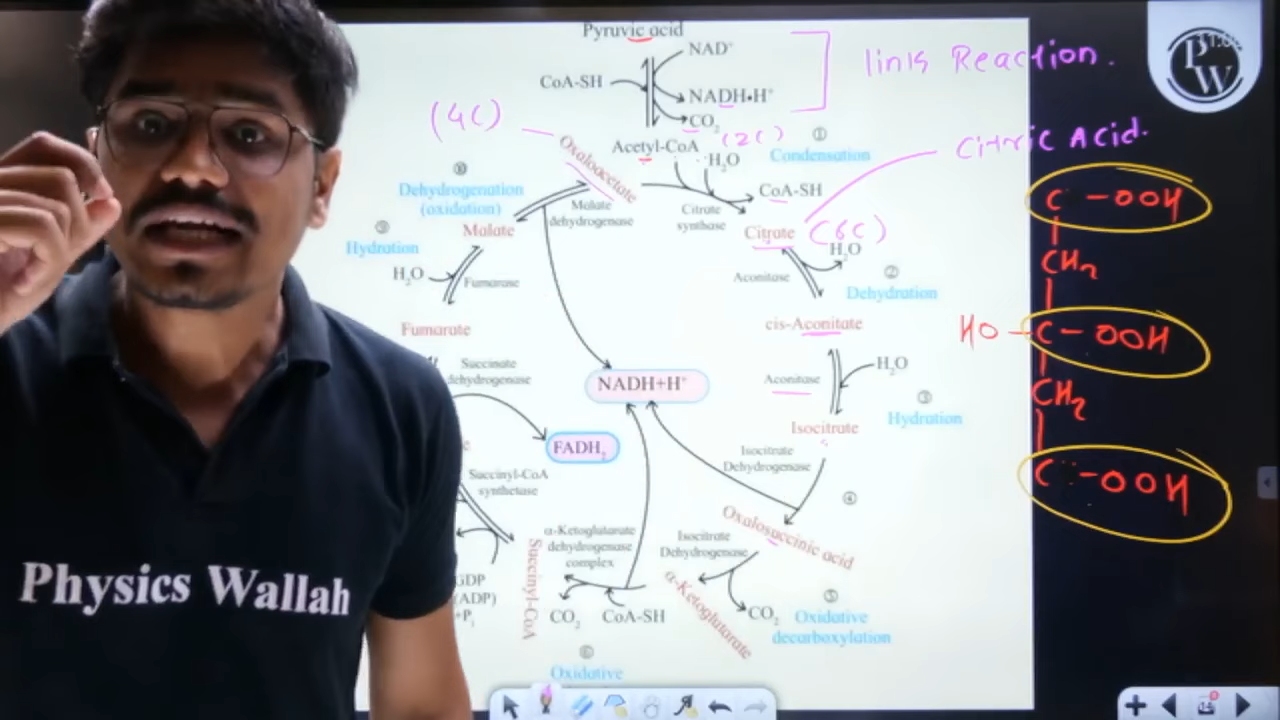 Pyruvic acid
NAD⁺
CoA-SH
NADH•H⁺
CO₂
link Reaction.
PW
(4C)
Oxaloacetate
Acetyl-CoA
(2C)
H₂O
①
Condensation
Citric Acid.
⑩
Dehydrogenation
(oxidation)
Malate
dehydrogenase
Citrate
synthase
CoA-SH
Malate
Citrate
(6C)
H₂O
Hydration
H₂O
Fumarase
Aconitase
②
Dehydration
Fumarate
cis-Aconitate
Succinate
dehydrogenase
NADH+H⁺
Aconitase
H₂O
③
Hydration
Isocitrate
FADH₂
Isocitrate
Dehydrogenase
Succinyl-CoA
synthetase
④
Oxalosuccinic acid
α-Ketoglutarate
dehydrogenase
complex
Isocitrate
Dehydrogenase
Succinyl-CoA
GDP
(ADP)
+Pᵢ
CO₂
CoA-SH
α-Ketoglutarate
CO₂
⑤
Oxidative
decarboxylation
⑥
Oxidative
C -OOH
CH₂
HO-C-OOH
CH₂
C-OOH
Physics Wallah